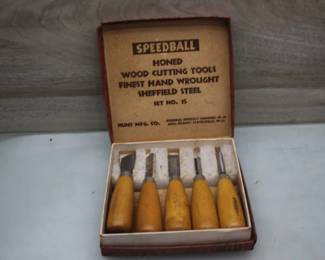 SPEEDBALL
HONED
WOOD CUTTING TOOLS
FINEST HAND WROUGHT
SHEFFIELD STEEL
SET NO. 15
HUNT MFG. CO.